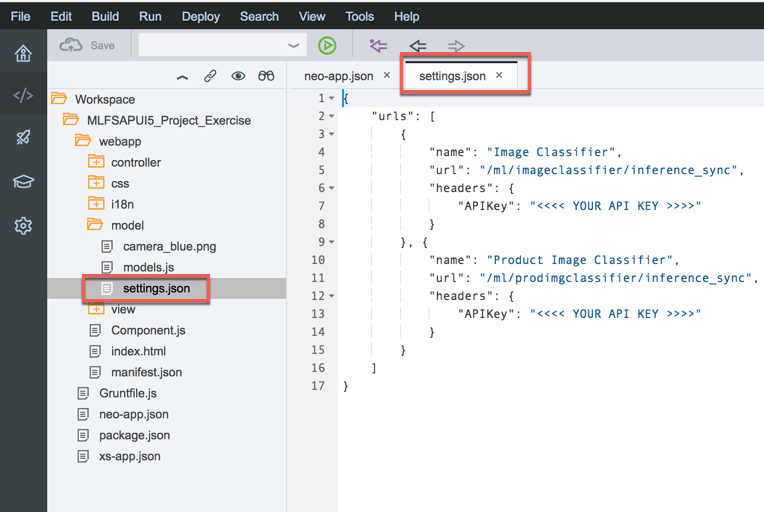 File Edit Build Run Deploy Search View Tools Help
Save
neo-app.json × settings.json ×
Workspace
MLFSAPUI5_Project_Exercise
webapp
controller
css
i18n
model
camera_blue.png
models.js
settings.json
view
Component.js
index.html
manifest.json
Gruntfile.js
neo-app.json
package.json
xs-app.json
1 {
2 "urls": [
3 {
4 "name": "Image Classifier",
5 "url": "/ml/imageclassifier/inference_sync",
6 "headers": {
7 "APIKey": "<<<< YOUR API KEY >>>>"
8 }
9 }, {
10 "name": "Product Image Classifier",
11 "url": "/ml/prodimgclassifier/inference_sync",
12 "headers": {
13 "APIKey": "<<<< YOUR API KEY >>>>"
14 }
15 }
16 ]
17 }